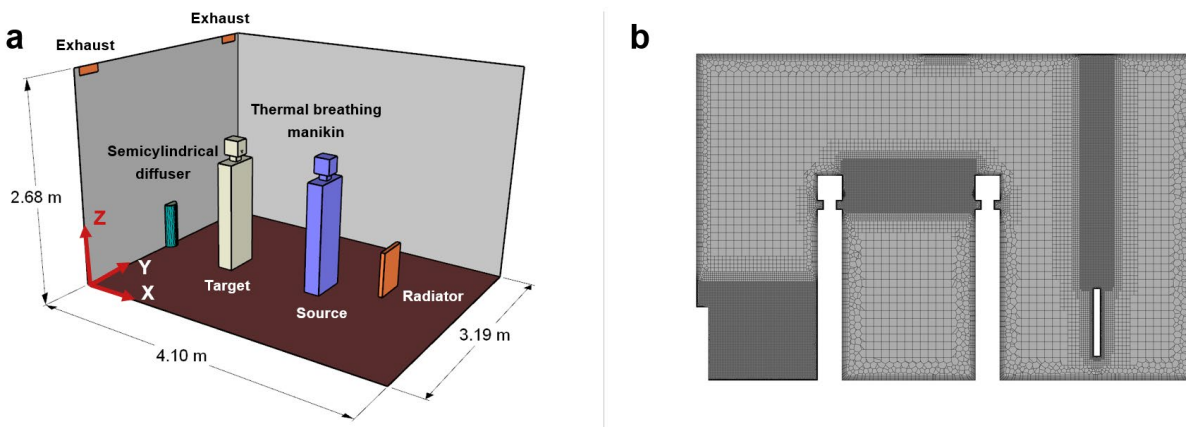 a
Exhaust
Exhaust
Thermal breathing
manikin
Semicylindrical
diffuser
2.68 m
Z
Y
X
Target
Source
Radiator
4.10 m
3.19 m
b